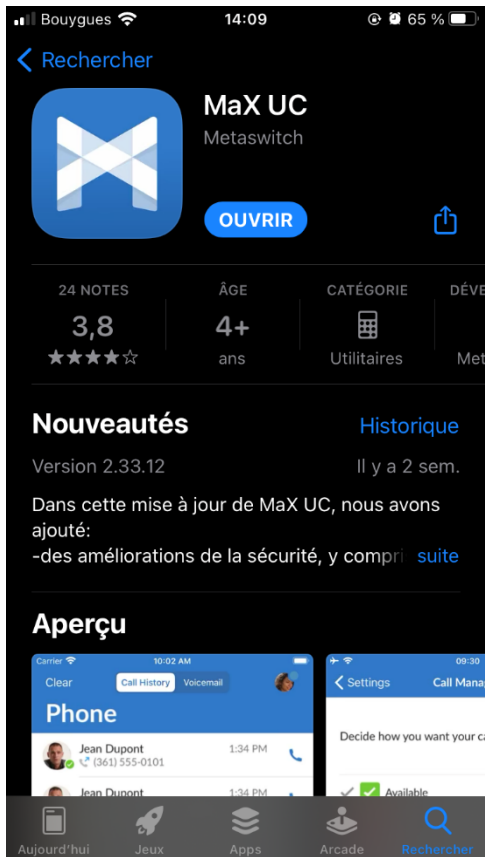 Bouygues 14:09 65 %
Rechercher
MaX UC
Metaswitch
OUVRIR
24 NOTES ÂGE CATÉGORIE DÉVE
3,8 4+
★★★★☆ ans Utilitaires Met
Nouveautés Historique
Version 2.33.12 Il y a 2 sem.
Dans cette mise à jour de MaX UC, nous avons
ajouté:
-des améliorations de la sécurité, y compri suite
Aperçu
Carrier 10:02 AM 09:30
Clear Call History Voicemail Settings Call Mana
Phone
Jean Dupont 1:34 PM Decide how you want your ca
(361) 555-0101
Jean Dupont 1:34 PM Available
Aujourd'hui Jeux Apps Arcade Rechercher